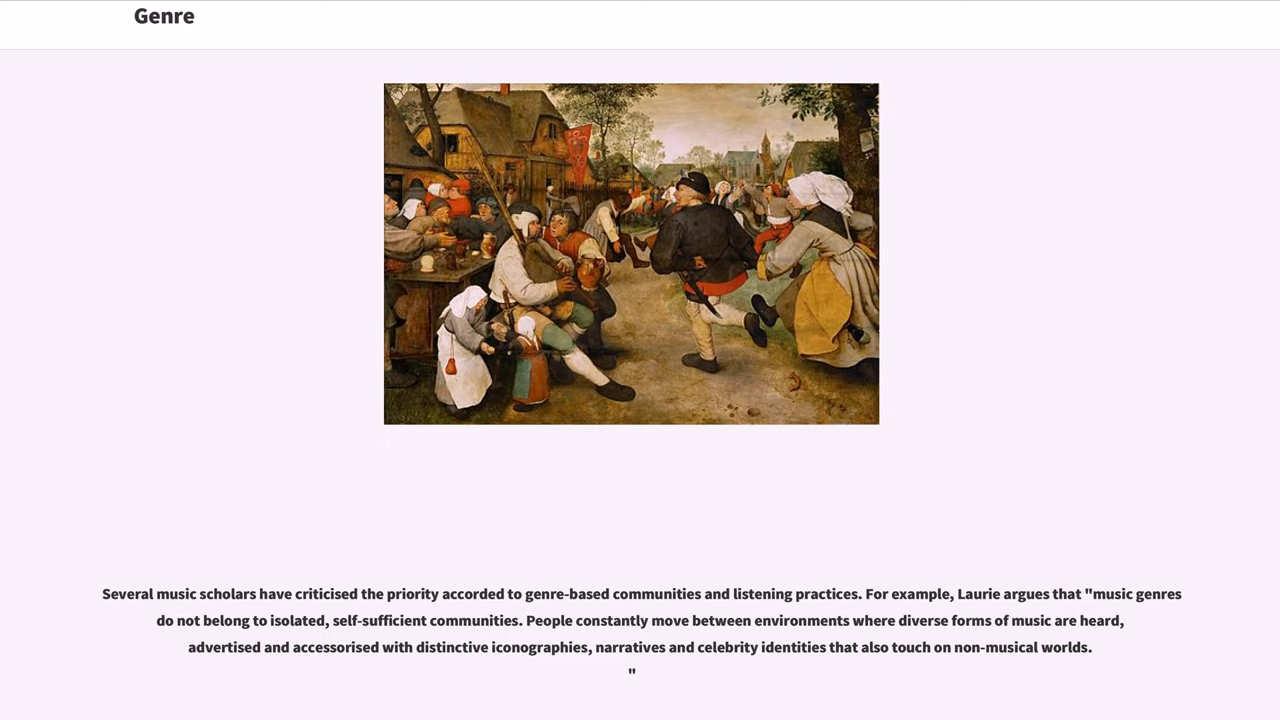 Genre
Several music scholars have criticised the priority accorded to genre-based communities and listening practices. For example, Laurie argues that "music genres
do not belong to isolated, self-sufficient communities. People constantly move between environments where diverse forms of music are heard,
advertised and accessorised with distinctive iconographies, narratives and celebrity identities that also touch on non-musical worlds.
"